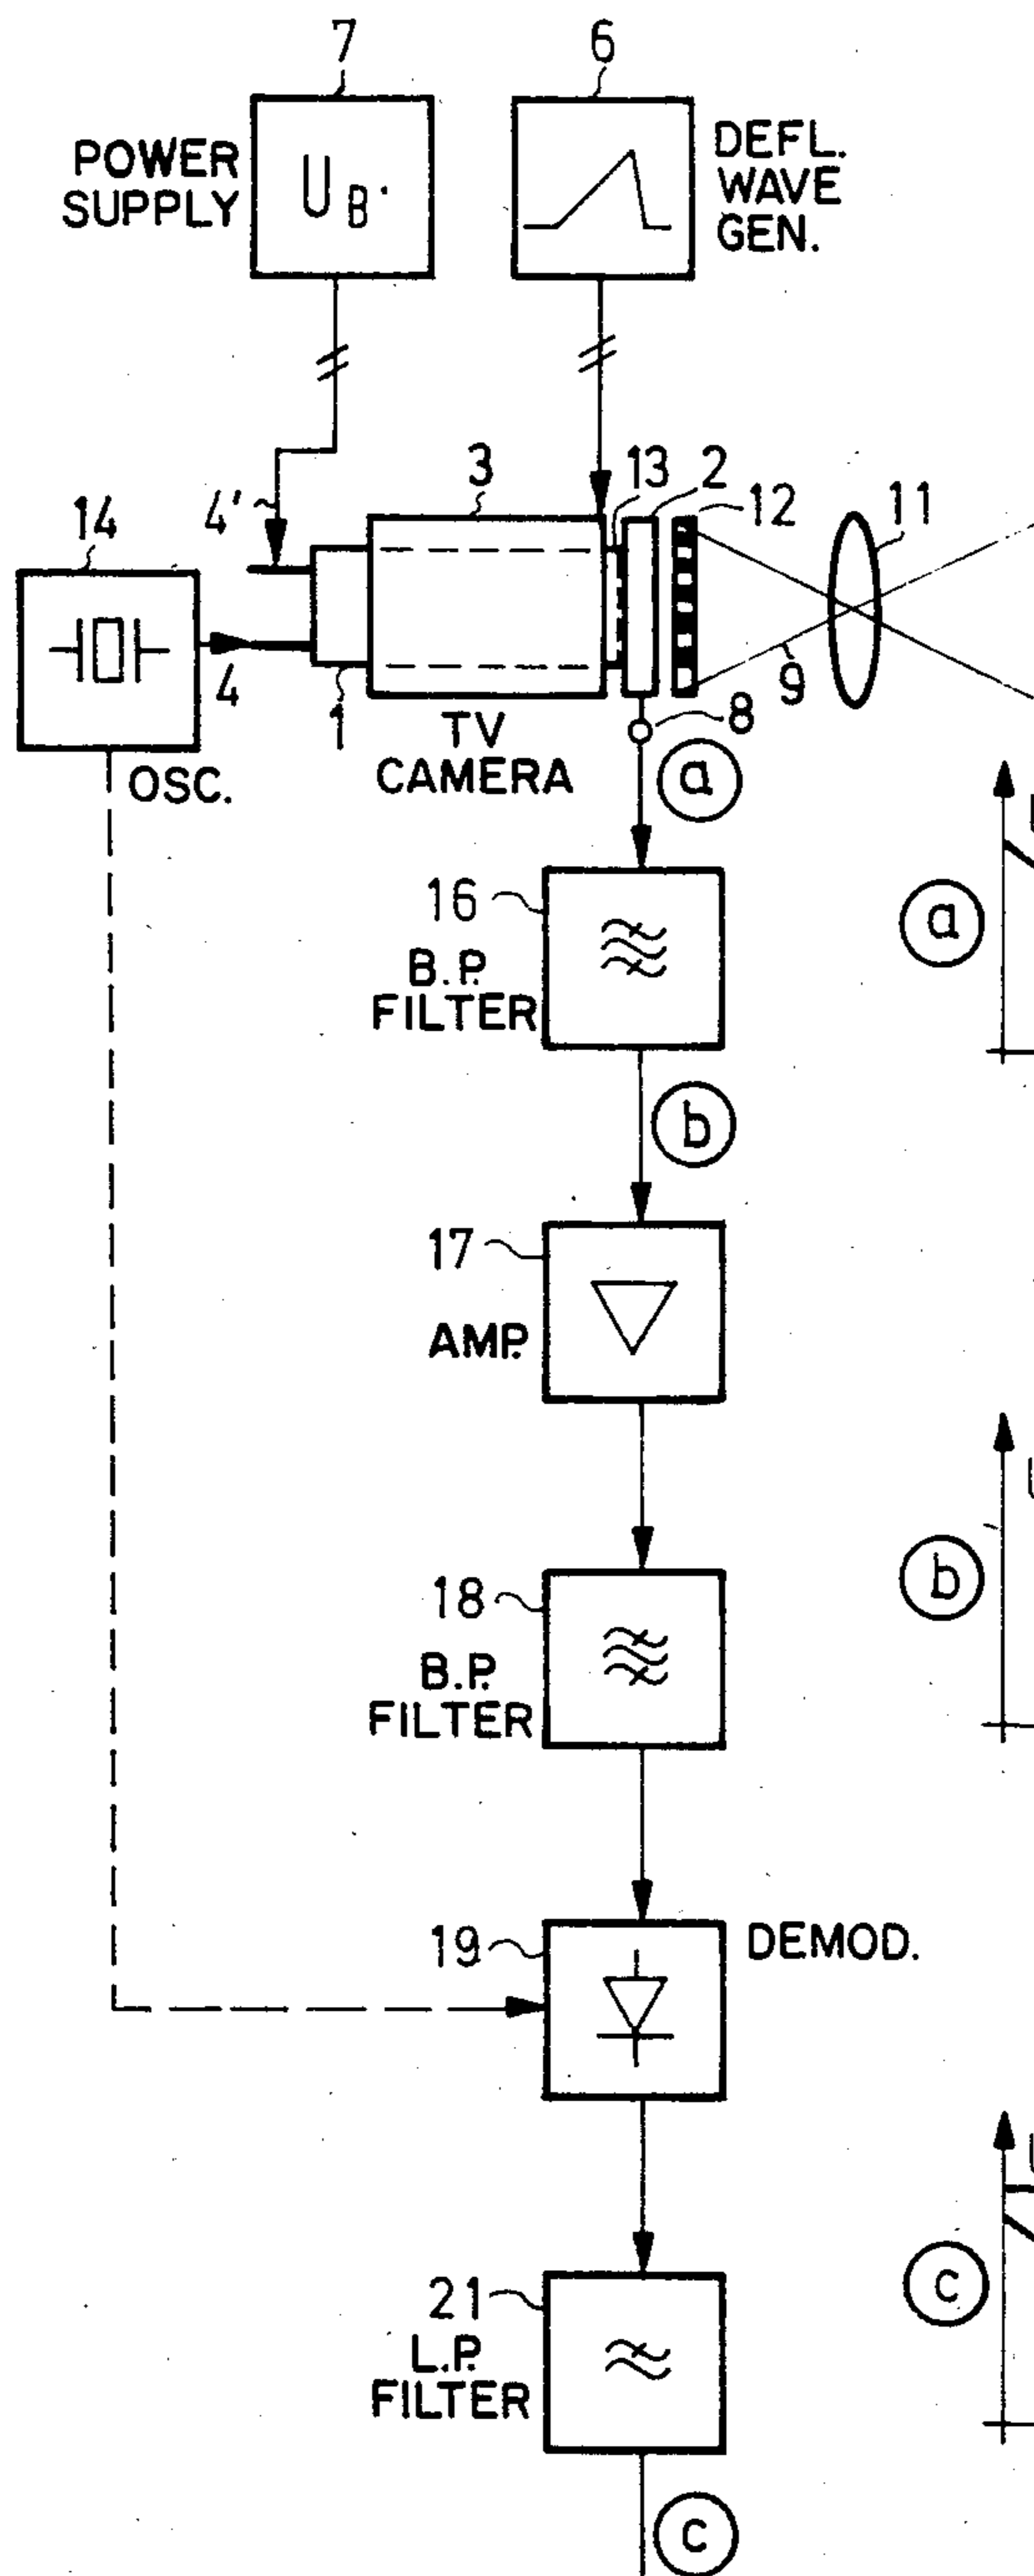 7
6
POWER
SUPPLY
U B'
DEFL.
WAVE
GEN.
14
4'
3
13
2
12
11
4
1
9
8
OSC.
TV
CAMERA
a
16
B.P.
FILTER
a
b
17
AMP.
b
18
B.P.
FILTER
19
DEMOD.
21
L.P.
FILTER
c
c